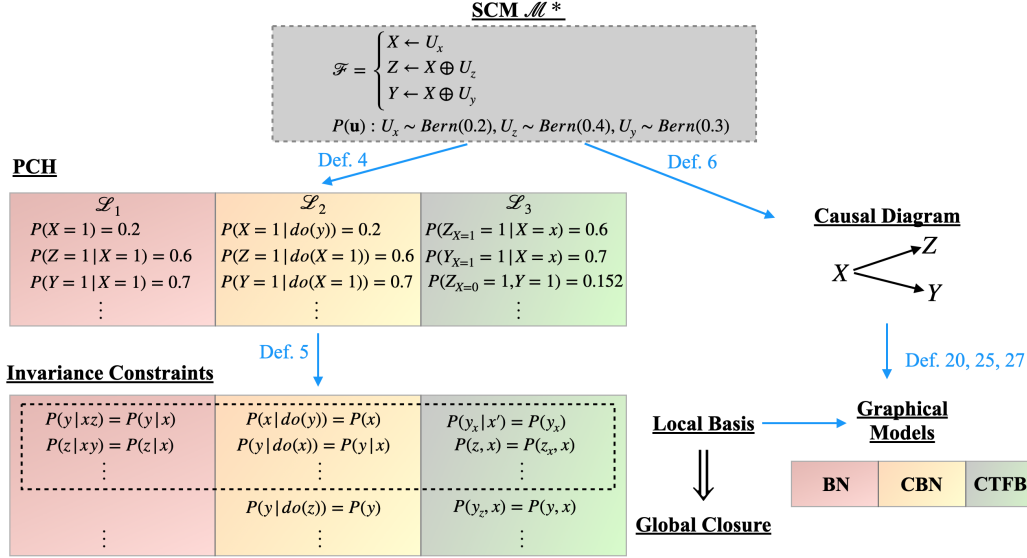 SCM ℳ *
ℱ = { X ← U_x
Z ← X ⊕ U_z
Y ← X ⊕ U_y
P(u) : U_x ~ Bern(0.2), U_z ~ Bern(0.4), U_y ~ Bern(0.3)
Def. 4
Def. 6
PCH
ℒ_1
P(X = 1) = 0.2
P(Z = 1 | X = 1) = 0.6
P(Y = 1 | X = 1) = 0.7
⋮
ℒ_2
P(X = 1 | do(y)) = 0.2
P(Z = 1 | do(X = 1)) = 0.6
P(Y = 1 | do(X = 1)) = 0.7
⋮
ℒ_3
P(Z_{X=1} = 1 | X = x) = 0.6
P(Y_{X=1} = 1 | X = x) = 0.7
P(Z_{X=0} = 1, Y = 1) = 0.152
⋮
Causal Diagram
Z
X
Y
Def. 5
Def. 20, 25, 27
Invariance Constraints
P(y | xz) = P(y | x)
P(z | xy) = P(z | x)
⋮
⋮
P(x | do(y)) = P(x)
P(y | do(x)) = P(y | x)
⋮
P(y | do(z)) = P(y)
⋮
P(y_x | x′) = P(y_x)
P(z, x) = P(z_x, x)
⋮
P(y_z, x) = P(y, x)
⋮
Local Basis
Global Closure
Graphical
Models
BN
CBN
CTFB